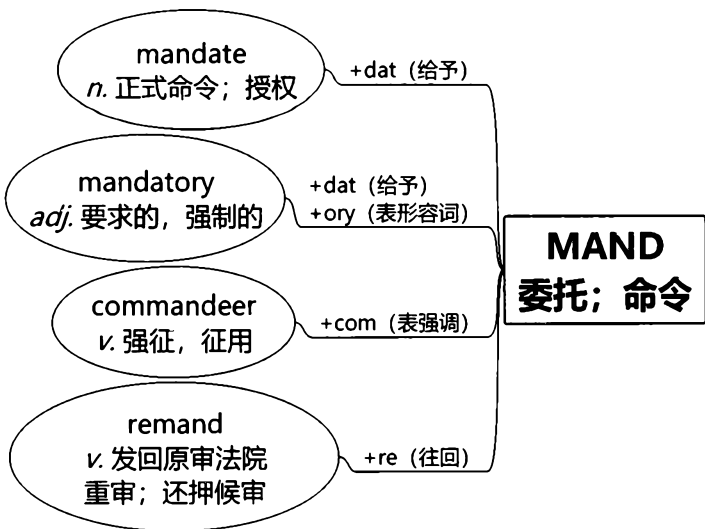 mandate
n. 正式命令；授权
+dat（给予）
mandatory
adj. 要求的，强制的
+dat（给予）
+ory（表形容词）
commandeer
v. 强征，征用
+com（表强调）
remand
v. 发回原审法院
重审；还押候审
+re（往回）
MAND
委托；命令